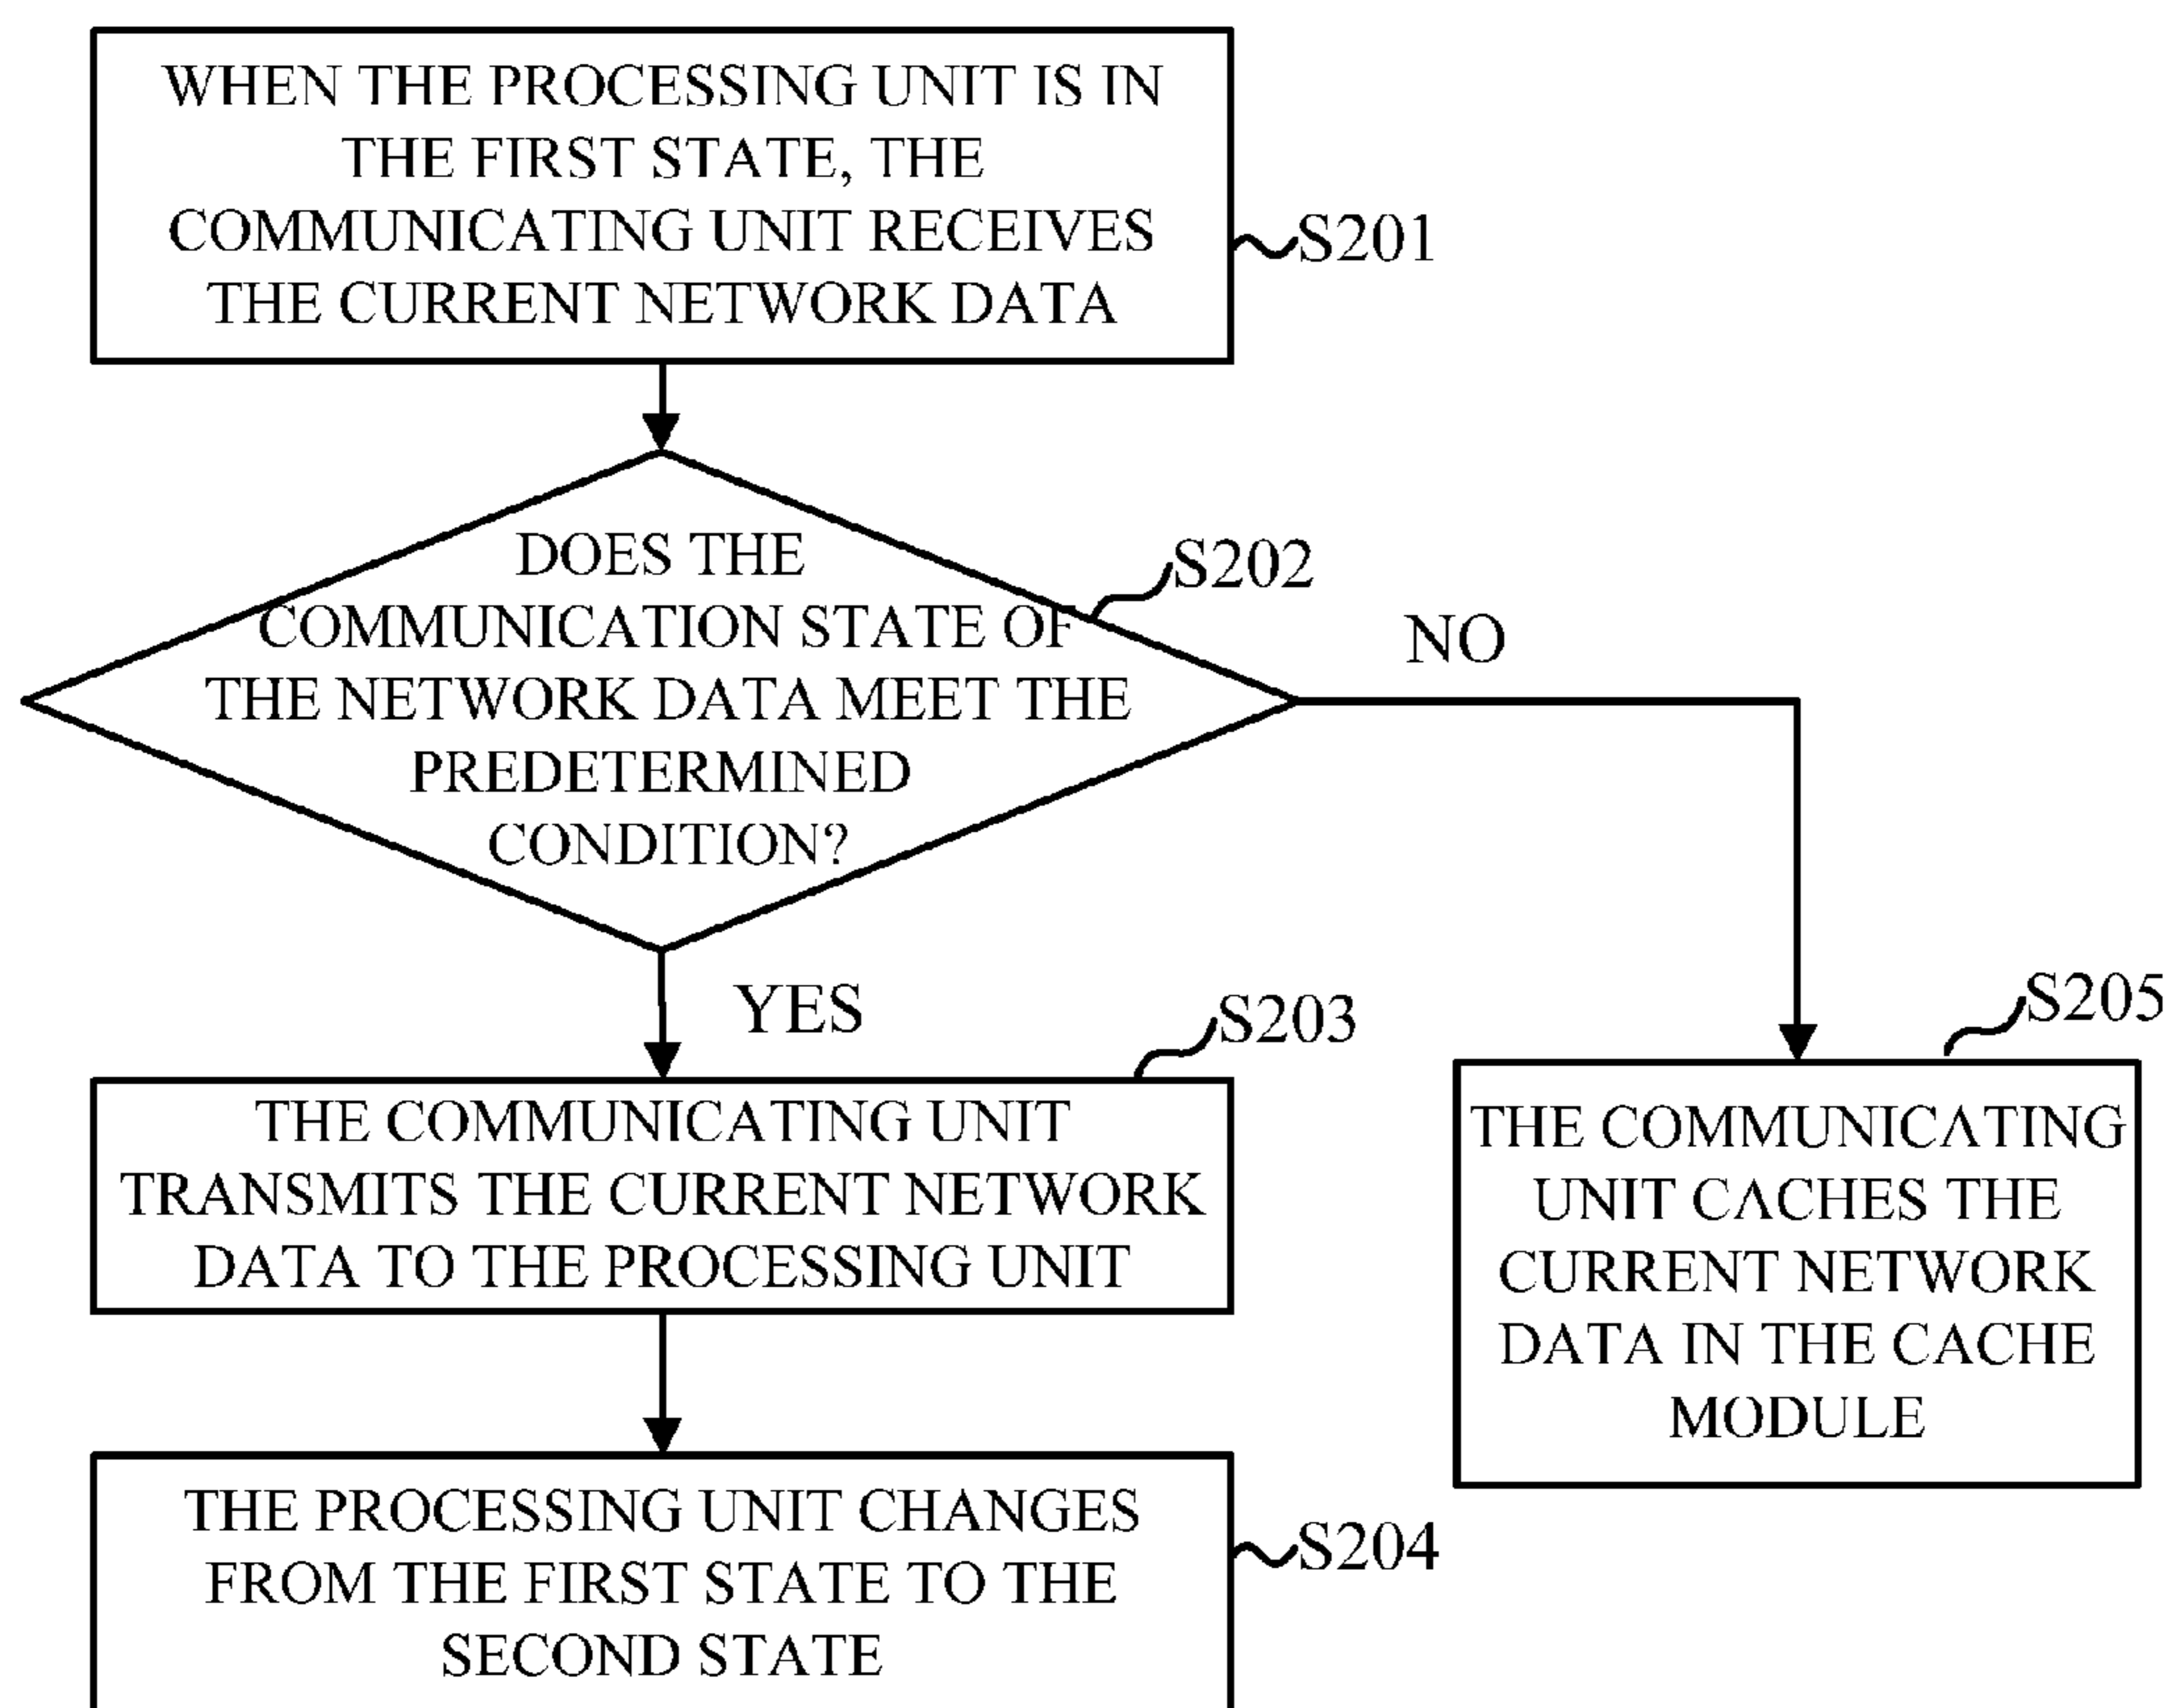 WHEN THE PROCESSING UNIT IS IN
THE FIRST STATE, THE
COMMUNICATING UNIT RECEIVES
THE CURRENT NETWORK DATA
S201
DOES THE
COMMUNICATION STATE OF
THE NETWORK DATA MEET THE
PREDETERMINED
CONDITION?
S202
NO
YES
S203
THE COMMUNICATING UNIT
TRANSMITS THE CURRENT NETWORK
DATA TO THE PROCESSING UNIT
S205
THE COMMUNICATING
UNIT CACHES THE
CURRENT NETWORK
DATA IN THE CACHE
MODULE
THE PROCESSING UNIT CHANGES
FROM THE FIRST STATE TO THE
SECOND STATE
S204